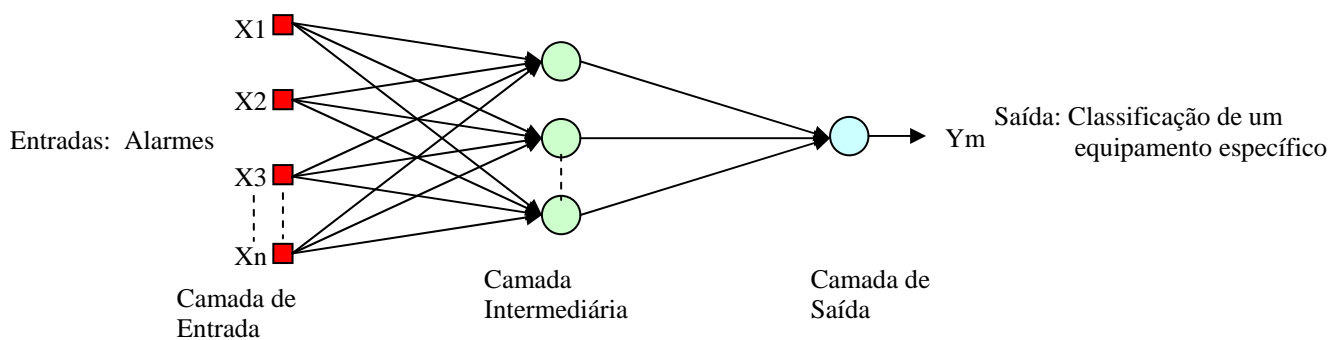 X1
X2
Entradas: Alarmes
X3
Xn
Camada de
Entrada
Camada
Intermediária
Camada de
Saída
Ym
Saída: Classificação de um
equipamento específico